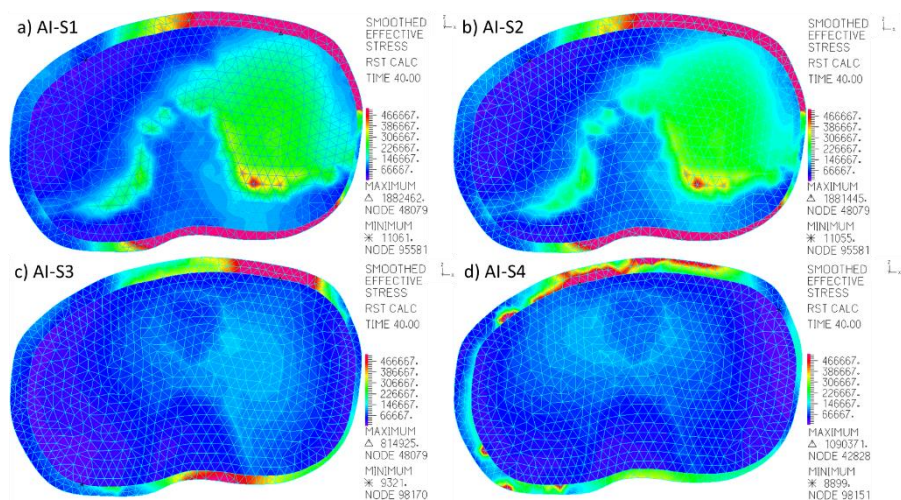 a) AI-S1
SMOOTHED
EFFECTIVE
STRESS
RST CALC
TIME 40.00
466667.
386667.
306667.
226667.
146667.
66667.
MAXIMUM
△ 1882462.
NODE 48079
MINIMUM
* 11061.
NODE 95581
b) AI-S2
SMOOTHED
EFFECTIVE
STRESS
RST CALC
TIME 40.00
466667.
386667.
306667.
226667.
146667.
66667.
MAXIMUM
△ 1881445.
NODE 48079
MINIMUM
* 11055.
NODE 95581
c) AI-S3
SMOOTHED
EFFECTIVE
STRESS
RST CALC
TIME 40.00
466667.
386667.
306667.
226667.
146667.
66667.
MAXIMUM
△ 814925.
NODE 48079
MINIMUM
* 9321.
NODE 98170
d) AI-S4
SMOOTHED
EFFECTIVE
STRESS
RST CALC
TIME 40.00
466667.
386667.
306667.
226667.
146667.
66667.
MAXIMUM
△ 1090371.
NODE 42828
MINIMUM
* 8899.
NODE 98151